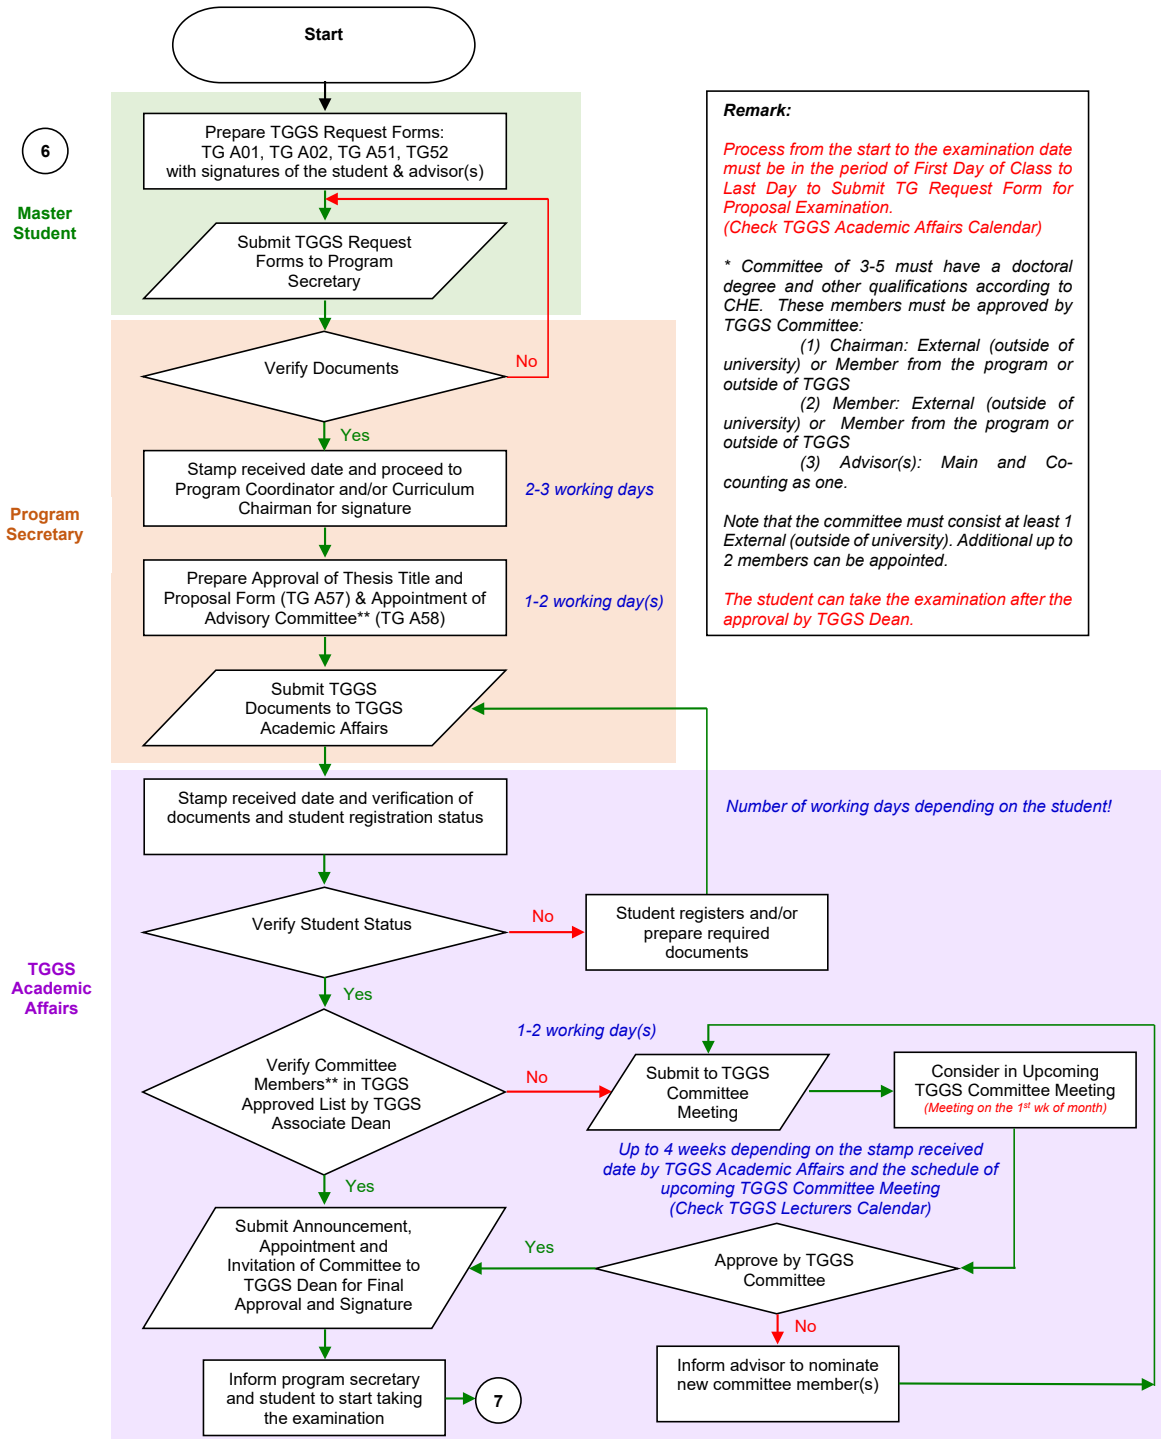 Start
6
Master
Student
Prepare TGGS Request Forms:
TG A01, TG A02, TG A51, TG52
with signatures of the student & advisor(s)
Submit TGGS Request
Forms to Program
Secretary
Remark:
Process from the start to the examination date
must be in the period of First Day of Class to
Last Day to Submit TG Request Form for
Proposal Examination.
(Check TGGS Academic Affairs Calendar)
* Committee of 3-5 must have a doctoral
degree and other qualifications according to
CHE. These members must be approved by
TGGS Committee:
(1) Chairman: External (outside of
university) or Member from the program or
outside of TGGS
(2) Member: External (outside of
university) or Member from the program or
outside of TGGS
(3) Advisor(s): Main and Co-
counting as one.
Note that the committee must consist at least 1
External (outside of university). Additional up to
2 members can be appointed.
The student can take the examination after the
approval by TGGS Dean.
Program
Secretary
Verify Documents
No
Yes
Stamp received date and proceed to
Program Coordinator and/or Curriculum
Chairman for signature
2-3 working days
Prepare Approval of Thesis Title and
Proposal Form (TG A57) & Appointment of
Advisory Committee** (TG A58)
1-2 working day(s)
Submit TGGS
Documents to TGGS
Academic Affairs
TGGS
Academic
Affairs
Stamp received date and verification of
documents and student registration status
Number of working days depending on the student!
Verify Student Status
No
Student registers and/or
prepare required
documents
Yes
1-2 working day(s)
Verify Committee
Members** in TGGS
Approved List by TGGS
Associate Dean
No
Submit to TGGS
Committee
Meeting
Consider in Upcoming
TGGS Committee Meeting
(Meeting on the 1st wk of month)
Up to 4 weeks depending on the stamp received
date by TGGS Academic Affairs and the schedule of
upcoming TGGS Committee Meeting
(Check TGGS Lecturers Calendar)
Yes
Submit Announcement,
Appointment and
Invitation of Committee to
TGGS Dean for Final
Approval and Signature
Yes
Approve by TGGS
Committee
No
Inform advisor to nominate
new committee member(s)
Inform program secretary
and student to start taking
the examination
7